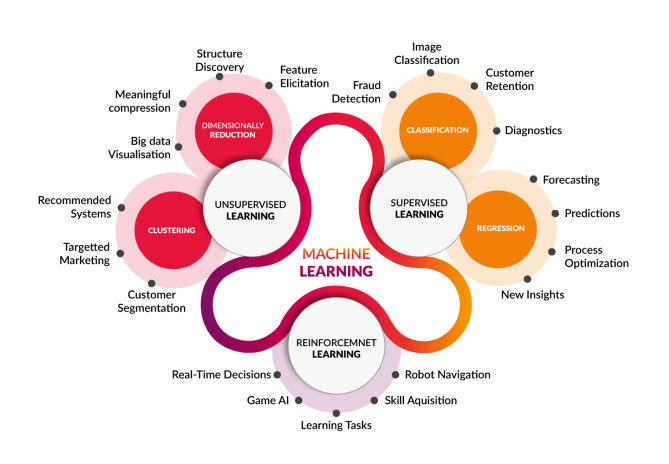 Structure
Discovery
Feature
Elicitation
Meaningful
compression
Big data
Visualisation
DIMENSIONALLY
REDUCTION
Recommended
Systems
Targetted
Marketing
Customer
Segmentation
CLUSTERING
UNSUPERVISED
LEARNING
Image
Classification
Fraud
Detection
Customer
Retention
Diagnostics
CLASSIFICATION
SUPERVISED
LEARNING
Forecasting
Predictions
Process
Optimization
New Insights
REGRESSION
MACHINE
LEARNING
REINFORCEMNET
LEARNING
Real-Time Decisions
Game AI
Learning Tasks
Skill Aquisition
Robot Navigation